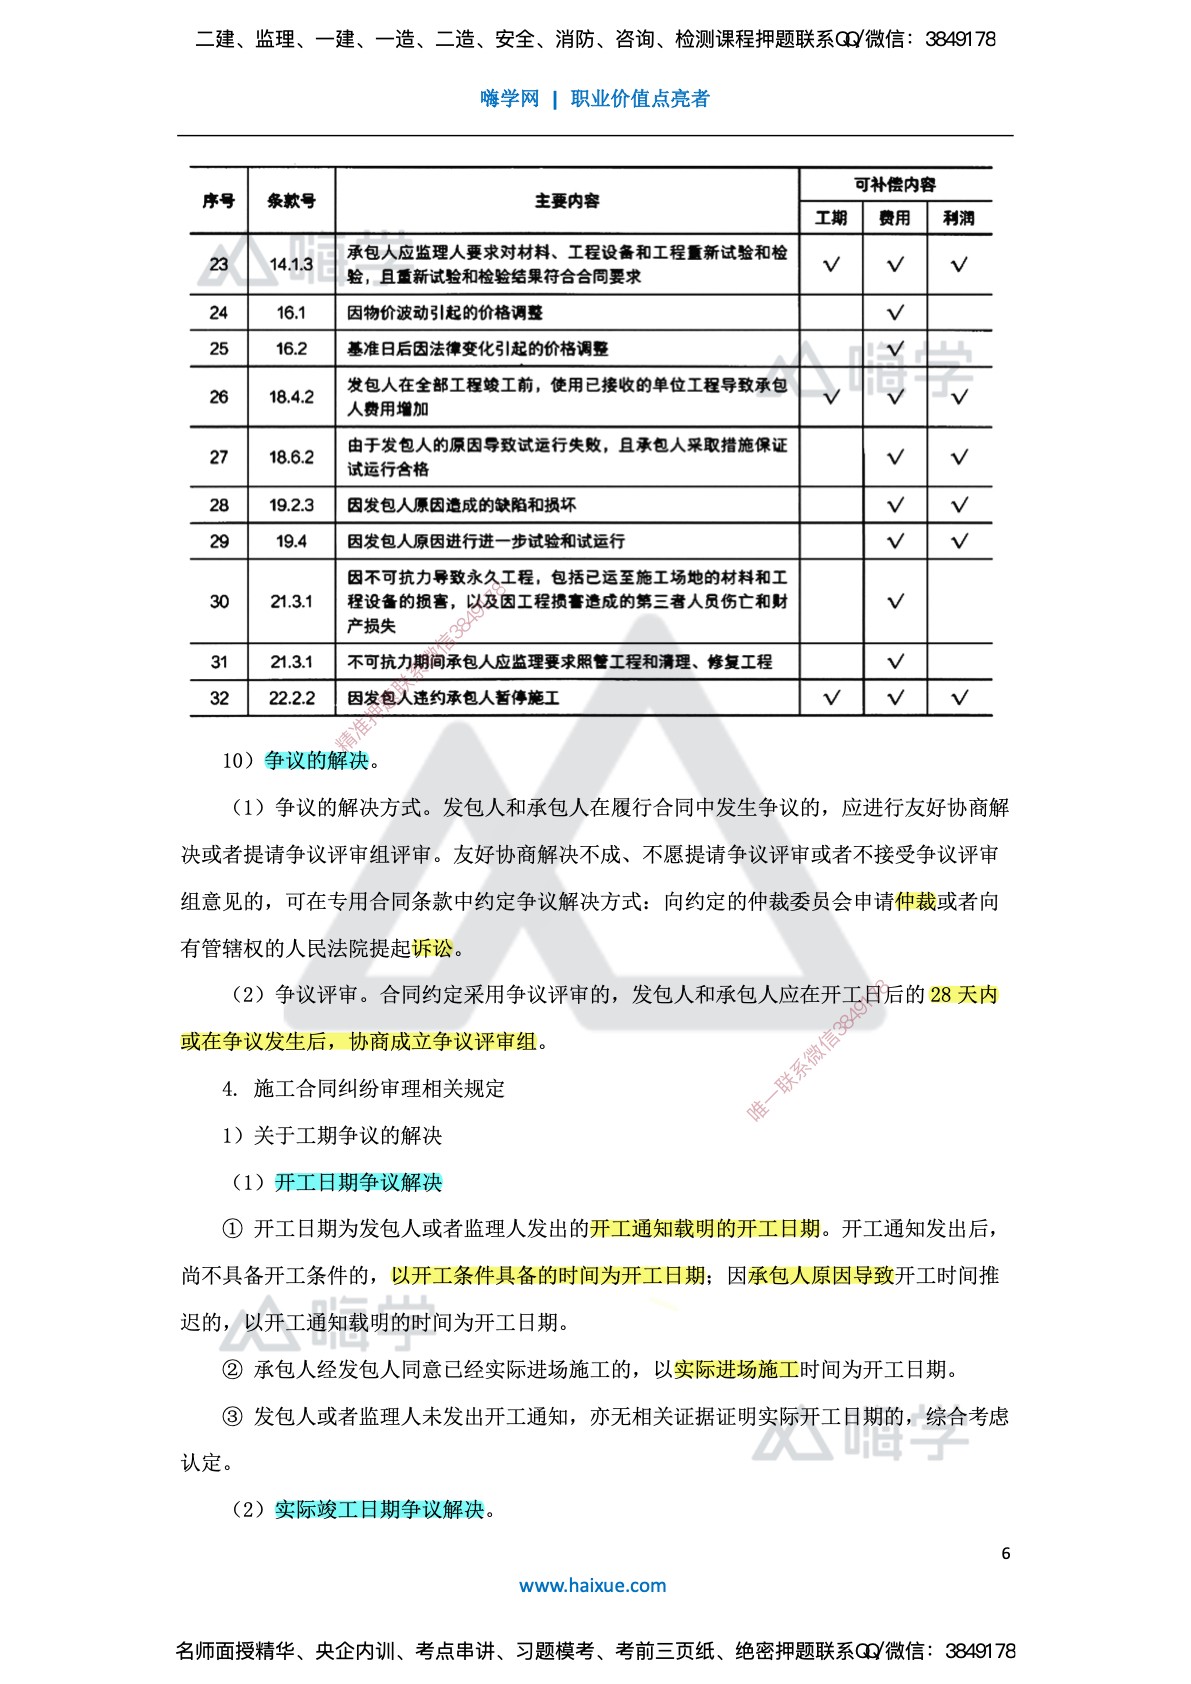 二建、监理、一建、一造、二造、安全、消防、咨询、检测课程押题联系QQ/微信：3849178
嗨学网 | 职业价值点亮者
序号 条款号 主要内容 可补偿内容
工期 费用 利润
23 14.1.3 承包人应监理人要求对材料、工程设备和工程重新试验和检验，且重新试验和检验结果符合合同要求 √ √ √
24 16.1 因物价波动引起的价格调整 √
25 16.2 基准日后因法律变化引起的价格调整 √
26 18.4.2 发包人在全部工程竣工前，使用已接收的单位工程导致承包人费用增加 √ √ √
27 18.6.2 由于发包人的原因导致试运行失败，且承包人采取措施保证试运行合格 √ √
28 19.2.3 因发包人原因造成的缺陷和损坏 √ √
29 19.4 因发包人原因进行进一步试验和试运行 √ √
30 21.3.1 因不可抗力导致永久工程，包括已运至施工场地的材料和工程设备的损害，以及因工程损害造成的第三者人员伤亡和财产损失 √
31 21.3.1 不可抗力期间承包人应监理要求照管工程和清理、修复工程 √
32 22.2.2 因发包人违约承包人暂停施工 √ √ √
嗨学
嗨学
精准押题联系微信3849178
10）争议的解决。
（1）争议的解决方式。发包人和承包人在履行合同中发生争议的，应进行友好协商解
决或者提请争议评审组评审。友好协商解决不成、不愿提请争议评审或者不接受争议评审
组意见的，可在专用合同条款中约定争议解决方式：向约定的仲裁委员会申请仲裁或者向
有管辖权的人民法院提起诉讼。
（2）争议评审。合同约定采用争议评审的，发包人和承包人应在开工日后的 28 天内
或在争议发生后，协商成立争议评审组。
唯一联系微信3849178
4. 施工合同纠纷审理相关规定
1）关于工期争议的解决
（1）开工日期争议解决
① 开工日期为发包人或者监理人发出的开工通知载明的开工日期。开工通知发出后，
尚不具备开工条件的，以开工条件具备的时间为开工日期；因承包人原因导致开工时间推
迟的，以开工通知载明的时间为开工日期。
嗨学
② 承包人经发包人同意已经实际进场施工的，以实际进场施工时间为开工日期。
③ 发包人或者监理人未发出开工通知，亦无相关证据证明实际开工日期的，综合考虑
认定。
嗨学
（2）实际竣工日期争议解决。
6
www.haixue.com
名师面授精华、央企内训、考点串讲、习题模考、考前三页纸、绝密押题联系QQ/微信：3849178